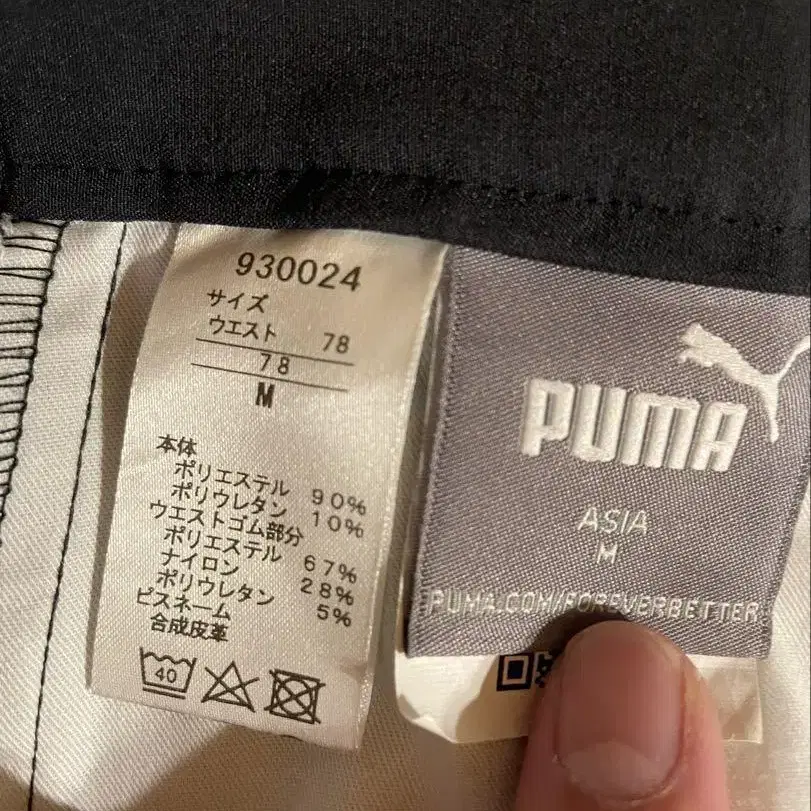 930024
サイズ
ウエスト 78
78
M
本体
ポリエステル 90%
ポリウレタン 10%
ウエストゴム部分
ポリエステル 67%
ナイロン 28%
ポリウレタン 5%
ピスネーム
合成皮革
40
PUMA
ASIA
M
PUMA.COM/FOREVERBETTER